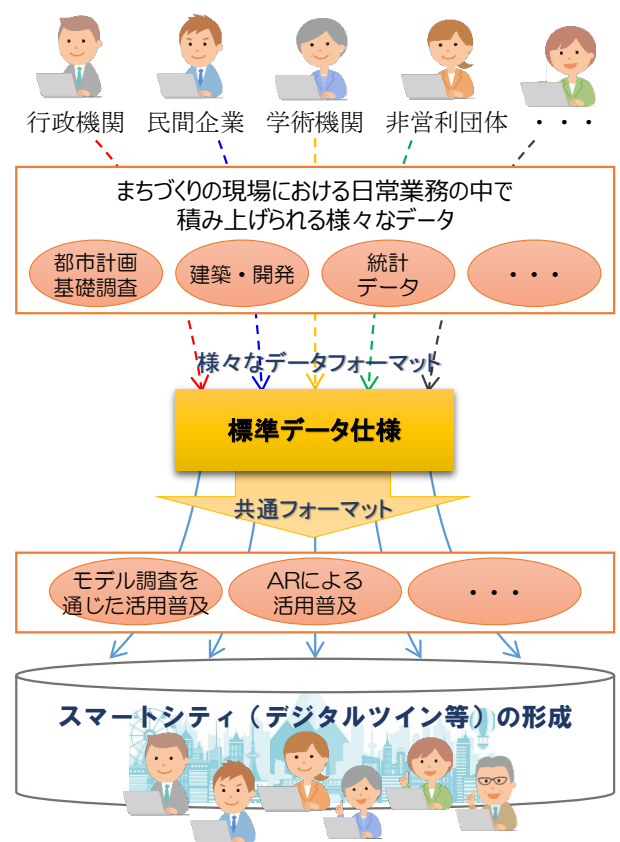 行政機関 民間企業 学術機関 非営利団体 ・・・
まちづくりの現場における日常業務の中で
積み上げられる様々なデータ
都市計画
基礎調査
建築・開発
統計
データ
・・・
様々なデータフォーマット
標準データ仕様
共通フォーマット
モデル調査を
通じた活用普及
ARによる
活用普及
・・・
スマートシティ（デジタルツイン等）の形成